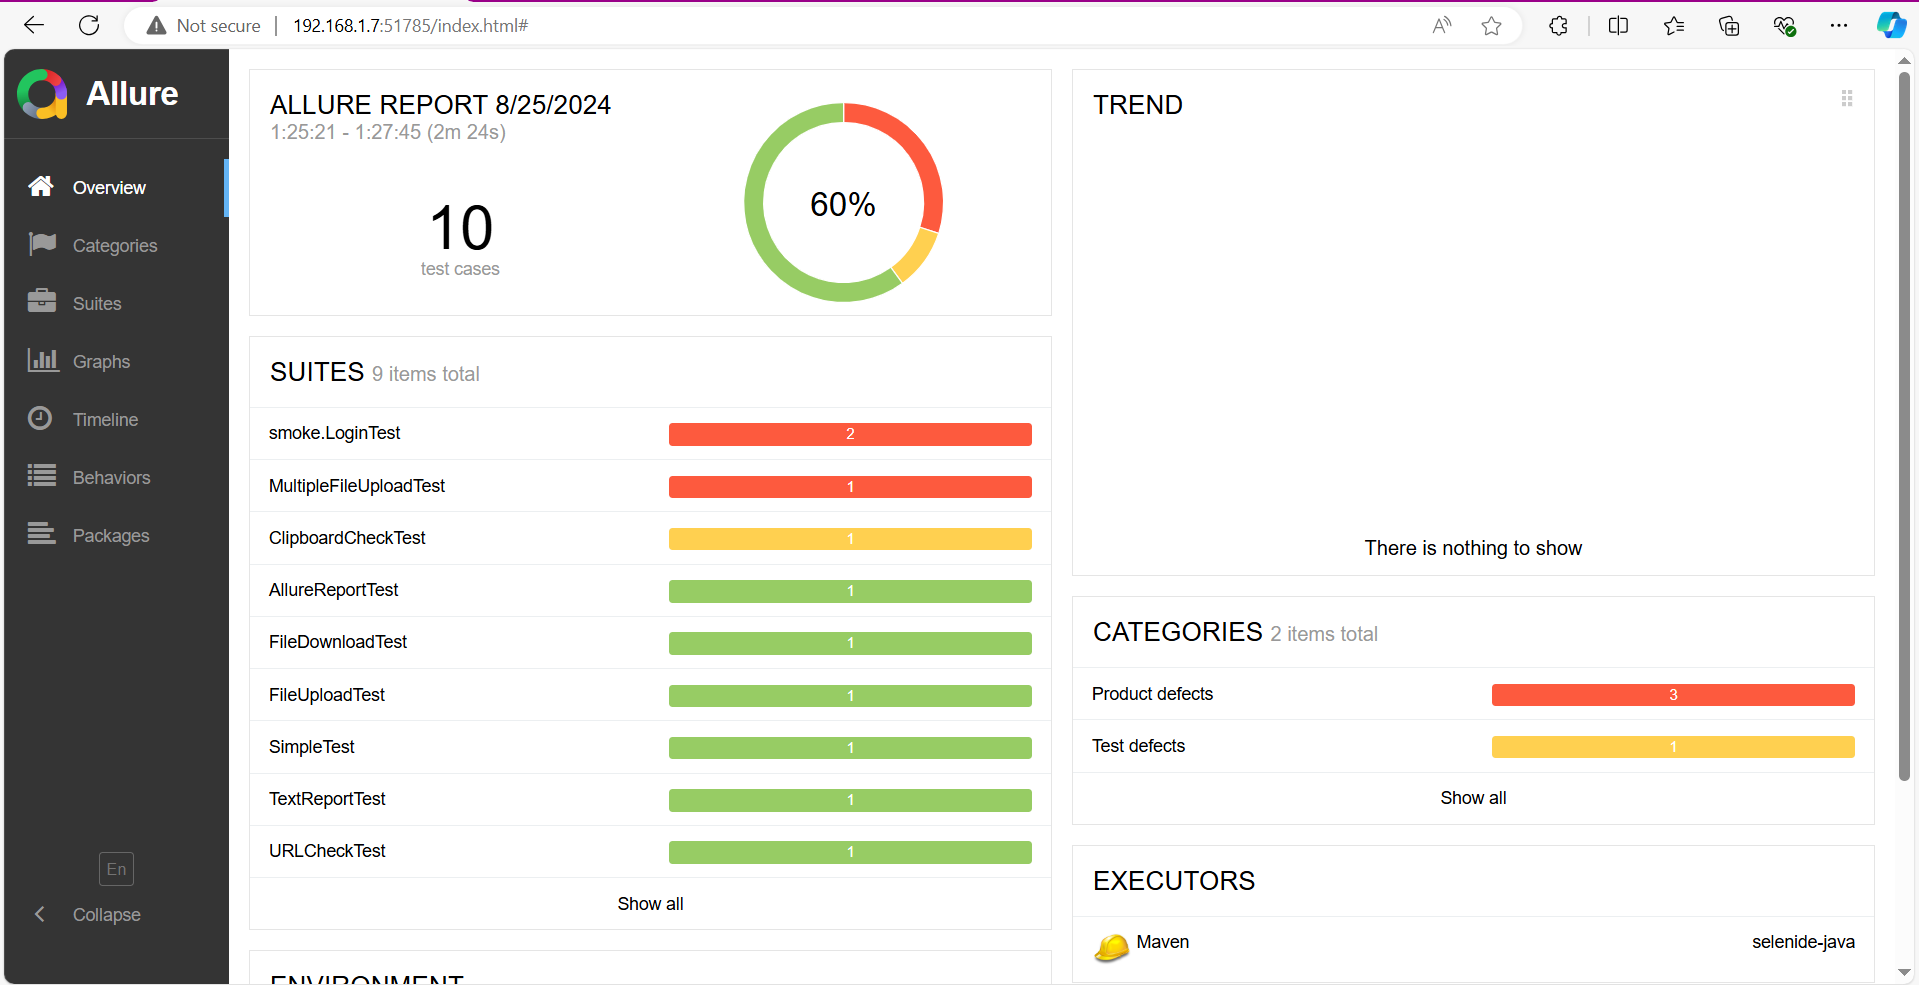 Not secure
192.168.1.7:51785/index.html#
Allure
Overview
Categories
Suites
Graphs
Timeline
Behaviors
Packages
En
Collapse
ALLURE REPORT 8/25/2024
1:25:21 - 1:27:45 (2m 24s)
10
test cases
60%
SUITES 9 items total
smoke.LoginTest 2
MultipleFileUploadTest 1
ClipboardCheckTest 1
AllureReportTest 1
FileDownloadTest 1
FileUploadTest 1
SimpleTest 1
TextReportTest 1
URLCheckTest 1
Show all
ENVIRONMENT
TREND
There is nothing to show
CATEGORIES 2 items total
Product defects 3
Test defects 1
Show all
EXECUTORS
Maven selenide-java